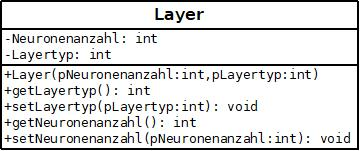 Layer
-Neuronenanzahl: int
-Layertyp: int
+Layer(pNeuronenanzahl:int,pLayertyp:int)
+getLayertyp(): int
+setLayertyp(pLayertyp:int): void
+getNeuronenanzahl(): int
+setNeuronenanzahl(pNeuronenanzahl:int): void